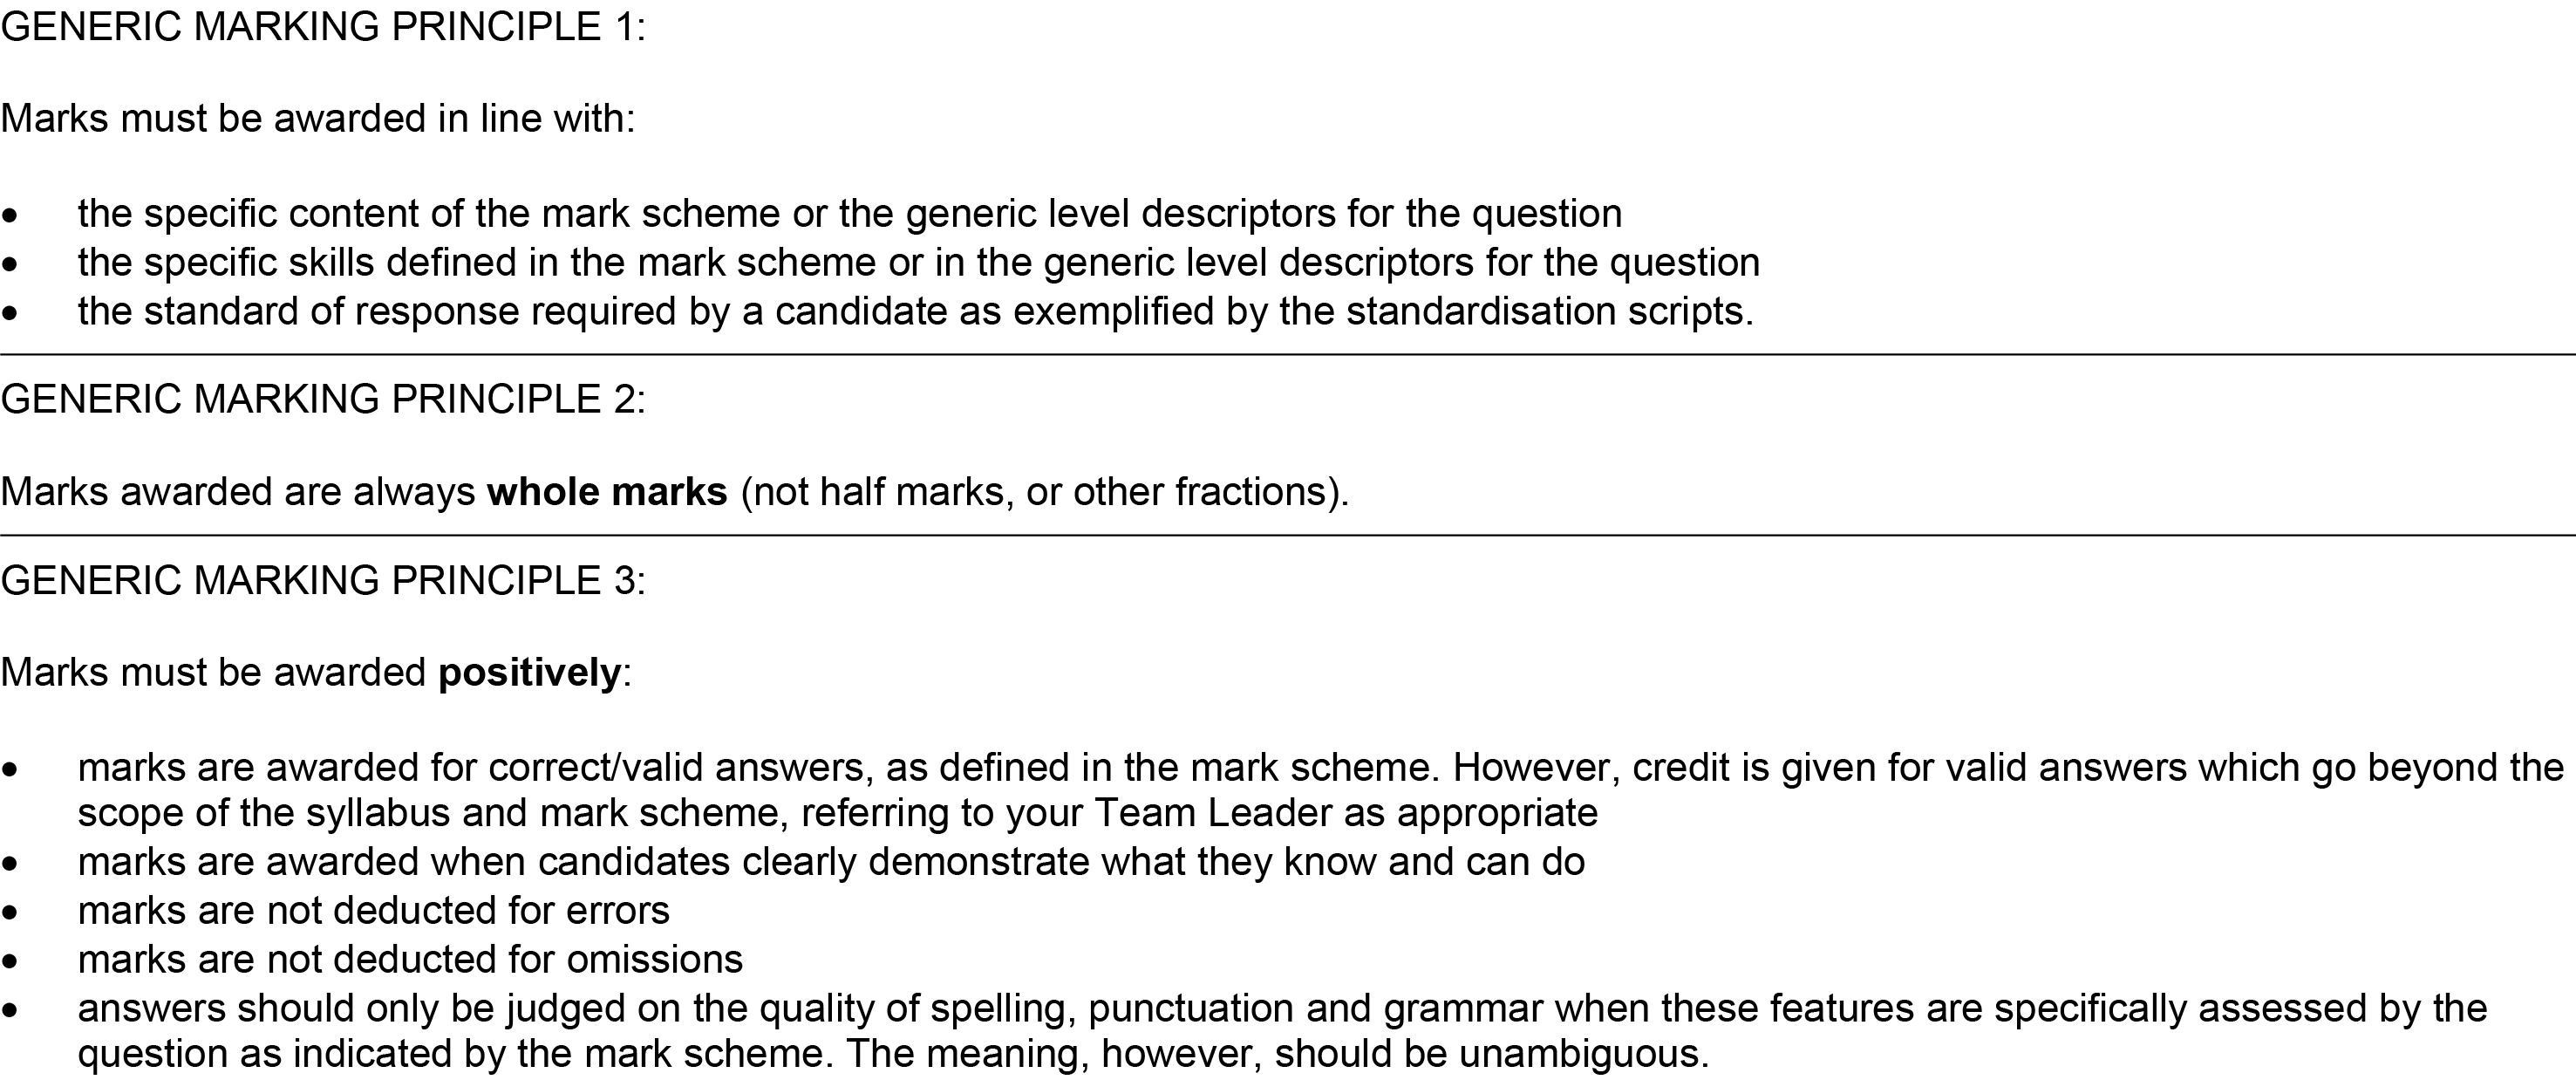 GENERIC MARKING PRINCIPLE 1:
Marks must be awarded in line with:
• the specific content of the mark scheme or the generic level descriptors for the question
• the specific skills defined in the mark scheme or in the generic level descriptors for the question
• the standard of response required by a candidate as exemplified by the standardisation scripts.
GENERIC MARKING PRINCIPLE 2:
Marks awarded are always whole marks (not half marks, or other fractions).
GENERIC MARKING PRINCIPLE 3:
Marks must be awarded positively:
• marks are awarded for correct/valid answers, as defined in the mark scheme. However, credit is given for valid answers which go beyond the
scope of the syllabus and mark scheme, referring to your Team Leader as appropriate
• marks are awarded when candidates clearly demonstrate what they know and can do
• marks are not deducted for errors
• marks are not deducted for omissions
• answers should only be judged on the quality of spelling, punctuation and grammar when these features are specifically assessed by the
question as indicated by the mark scheme. The meaning, however, should be unambiguous.